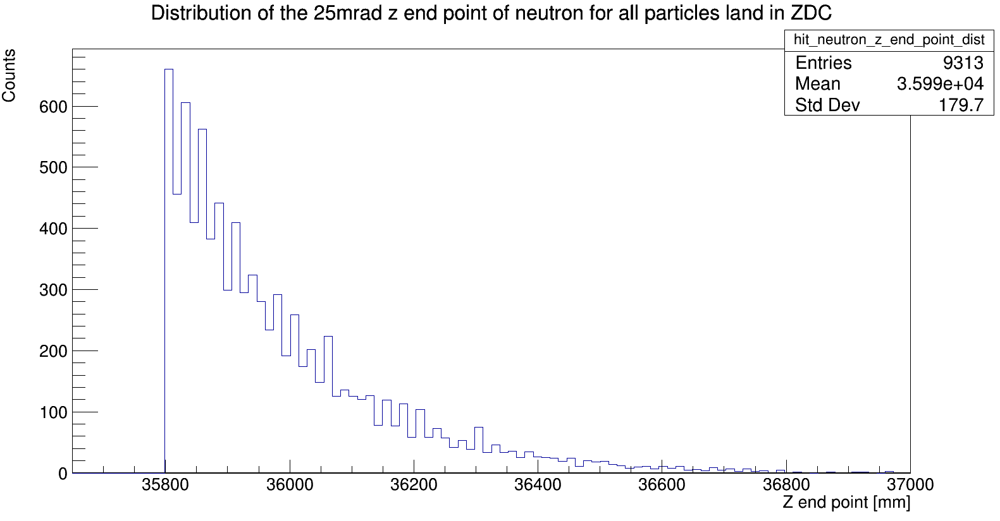 Distribution of the 25mrad z end point of neutron for all particles land in ZDC
hit_neutron_z_end_point_dist
Entries 9313
Mean 3.599e+04
Std Dev 179.7
Counts
600
500
400
300
200
100
0
35800 36000 36200 36400 36600 36800 37000
Z end point [mm]